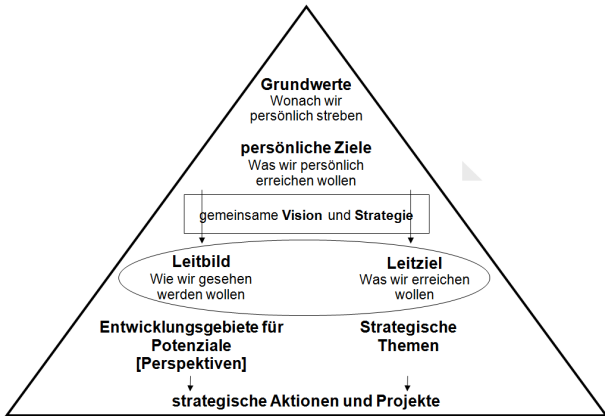 Grundwerte
Wonach wir
persönlich streben
persönliche Ziele
Was wir persönlich
erreichen wollen
gemeinsame Vision und Strategie
Leitbild
Wie wir gesehen
werden wollen
Leitziel
Was wir erreichen
wollen
Entwicklungsgebiete für
Potenziale
[Perspektiven]
Strategische
Themen
strategische Aktionen und Projekte